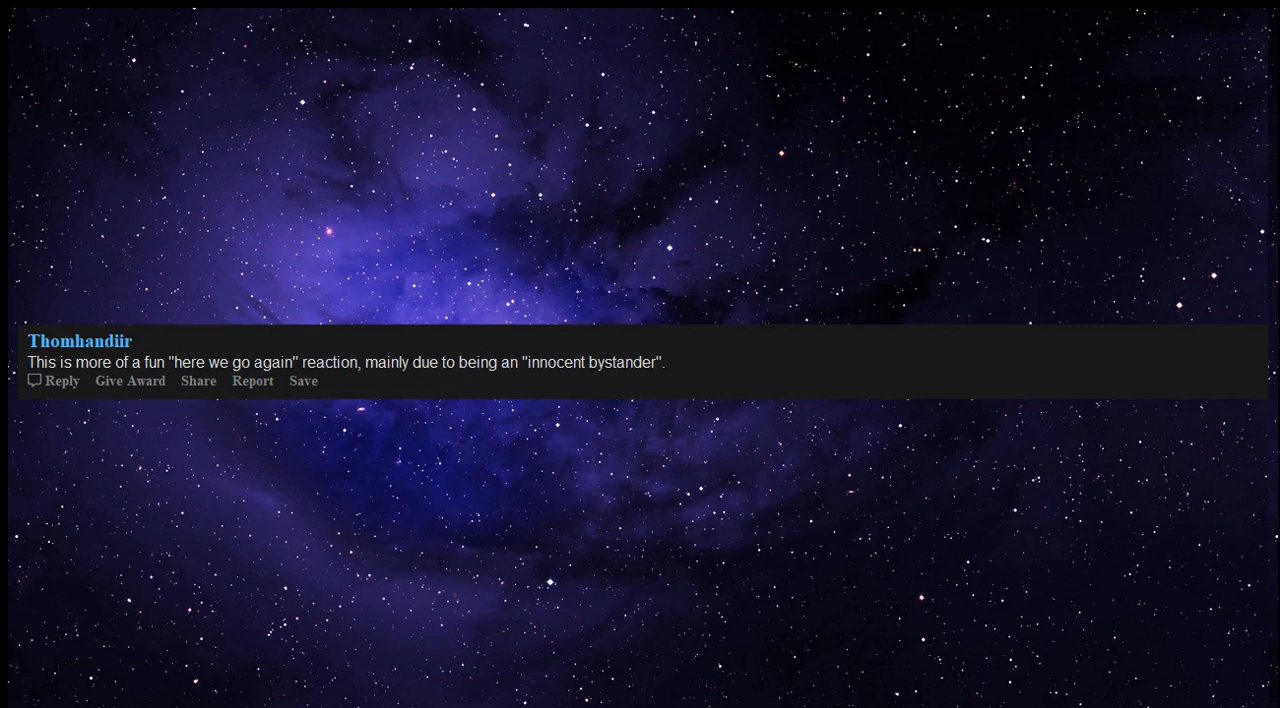 Thomhandiir
This is more of a fun "here we go again" reaction, mainly due to being an "innocent bystander".
Reply Give Award Share Report Save